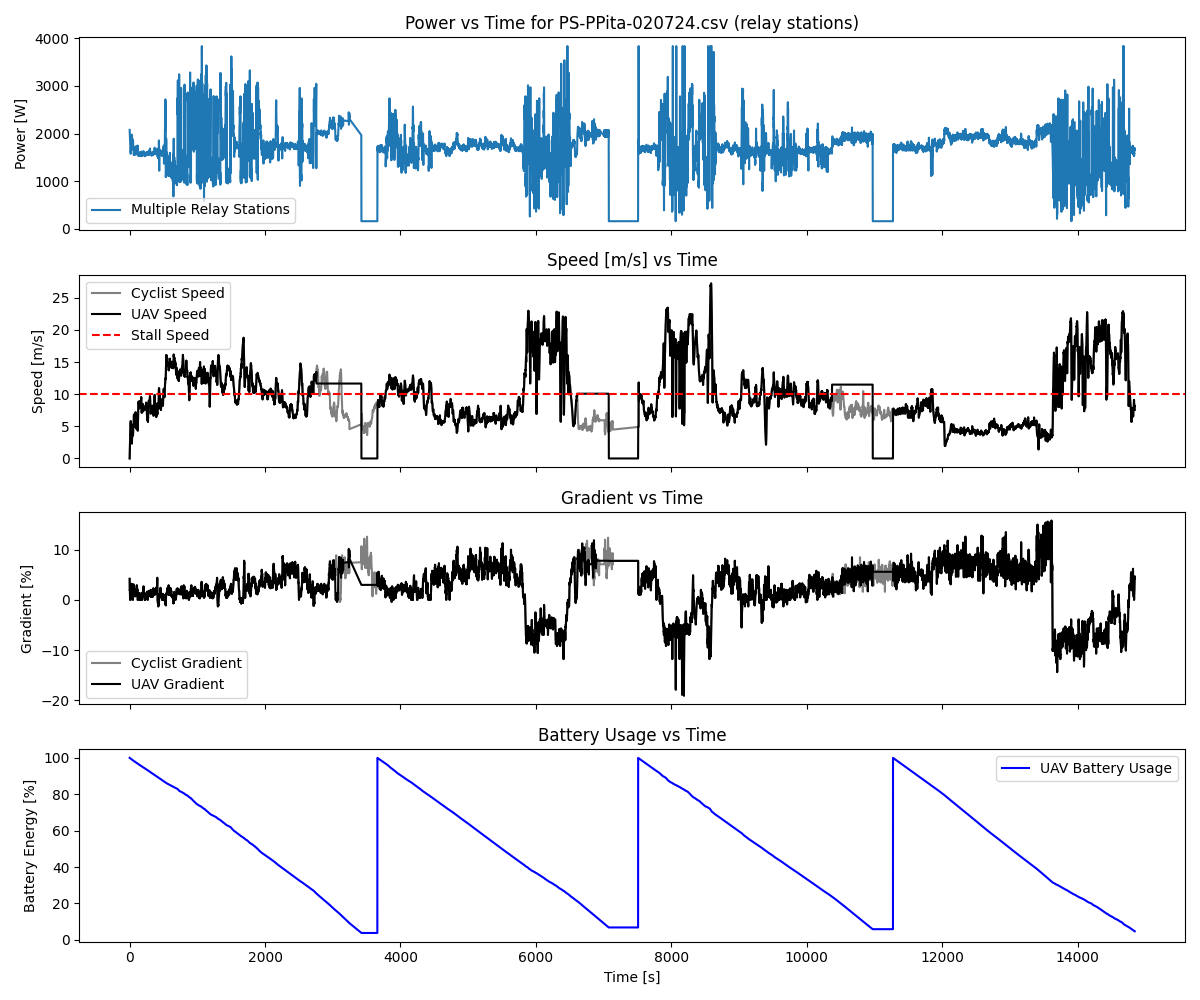 Power vs Time for PS-PPita-020724.csv (relay stations)
4000
3000
2000
1000
0
Power [W]
Multiple Relay Stations
Speed [m/s] vs Time
25
20
15
10
5
0
Speed [m/s]
Cyclist Speed
UAV Speed
Stall Speed
Gradient vs Time
10
0
−10
−20
Gradient [%]
Cyclist Gradient
UAV Gradient
Battery Usage vs Time
100
80
60
40
20
0
Battery Energy [%]
UAV Battery Usage
0 2000 4000 6000 8000 10000 12000 14000
Time [s]